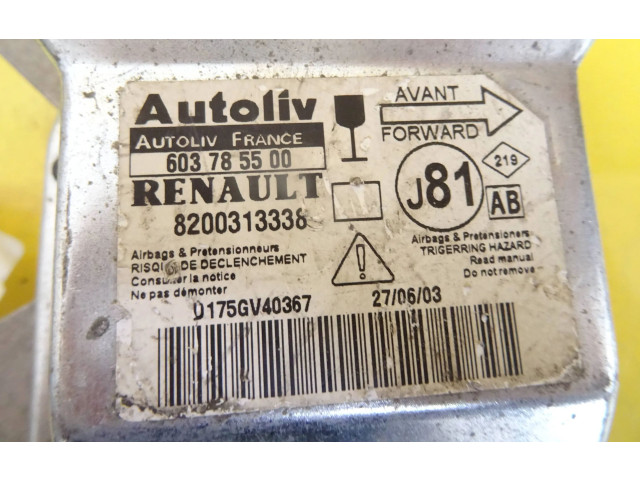 Autoliv
AVANT
AUTOLIV FRANCE
FORWARD
603 78 55 00
RENAULT
8200313338
J81
219
AB
Airbags & Pretensionneurs
RISQUE DE DECLENCHEMENT
Consulter la notice
Ne pas démonter
Airbags & Pretensioners
TRIGERRING HAZARD
Read manual
Do not remove
D175GV40367
27/06/03